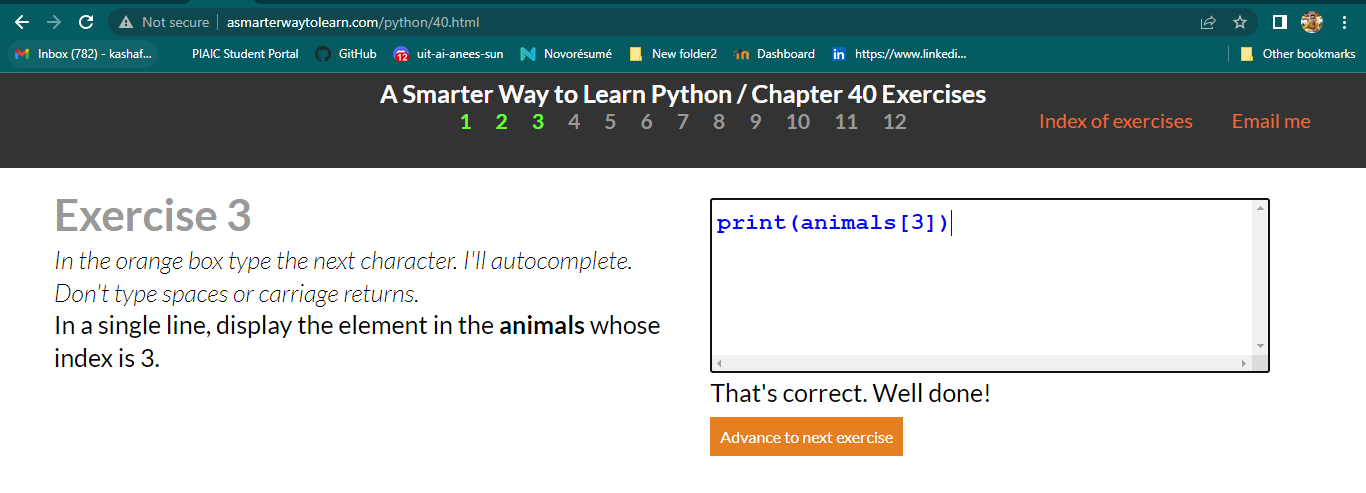 Not secure | asmarterwaytolearn.com/python/40.html
Inbox (782) - kashaf... PIAIC Student Portal GitHub 12 uit-ai-anees-sun Novorésumé New folder2 Dashboard in https://www.linkedi... Other bookmarks
A Smarter Way to Learn Python / Chapter 40 Exercises
1 2 3 4 5 6 7 8 9 10 11 12 Index of exercises Email me
Exercise 3
In the orange box type the next character. I'll autocomplete.
Don't type spaces or carriage returns.
In a single line, display the element in the animals whose
index is 3.
print(animals[3])
That's correct. Well done!
Advance to next exercise